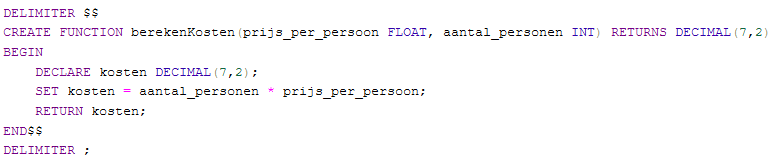 DELIMITER $$
CREATE FUNCTION berekenKosten(prijs_per_persoon FLOAT, aantal_personen INT) RETURNS DECIMAL(7,2)
BEGIN
    DECLARE kosten DECIMAL(7,2);
    SET kosten = aantal_personen * prijs_per_persoon;
    RETURN kosten;
END$$
DELIMITER ;